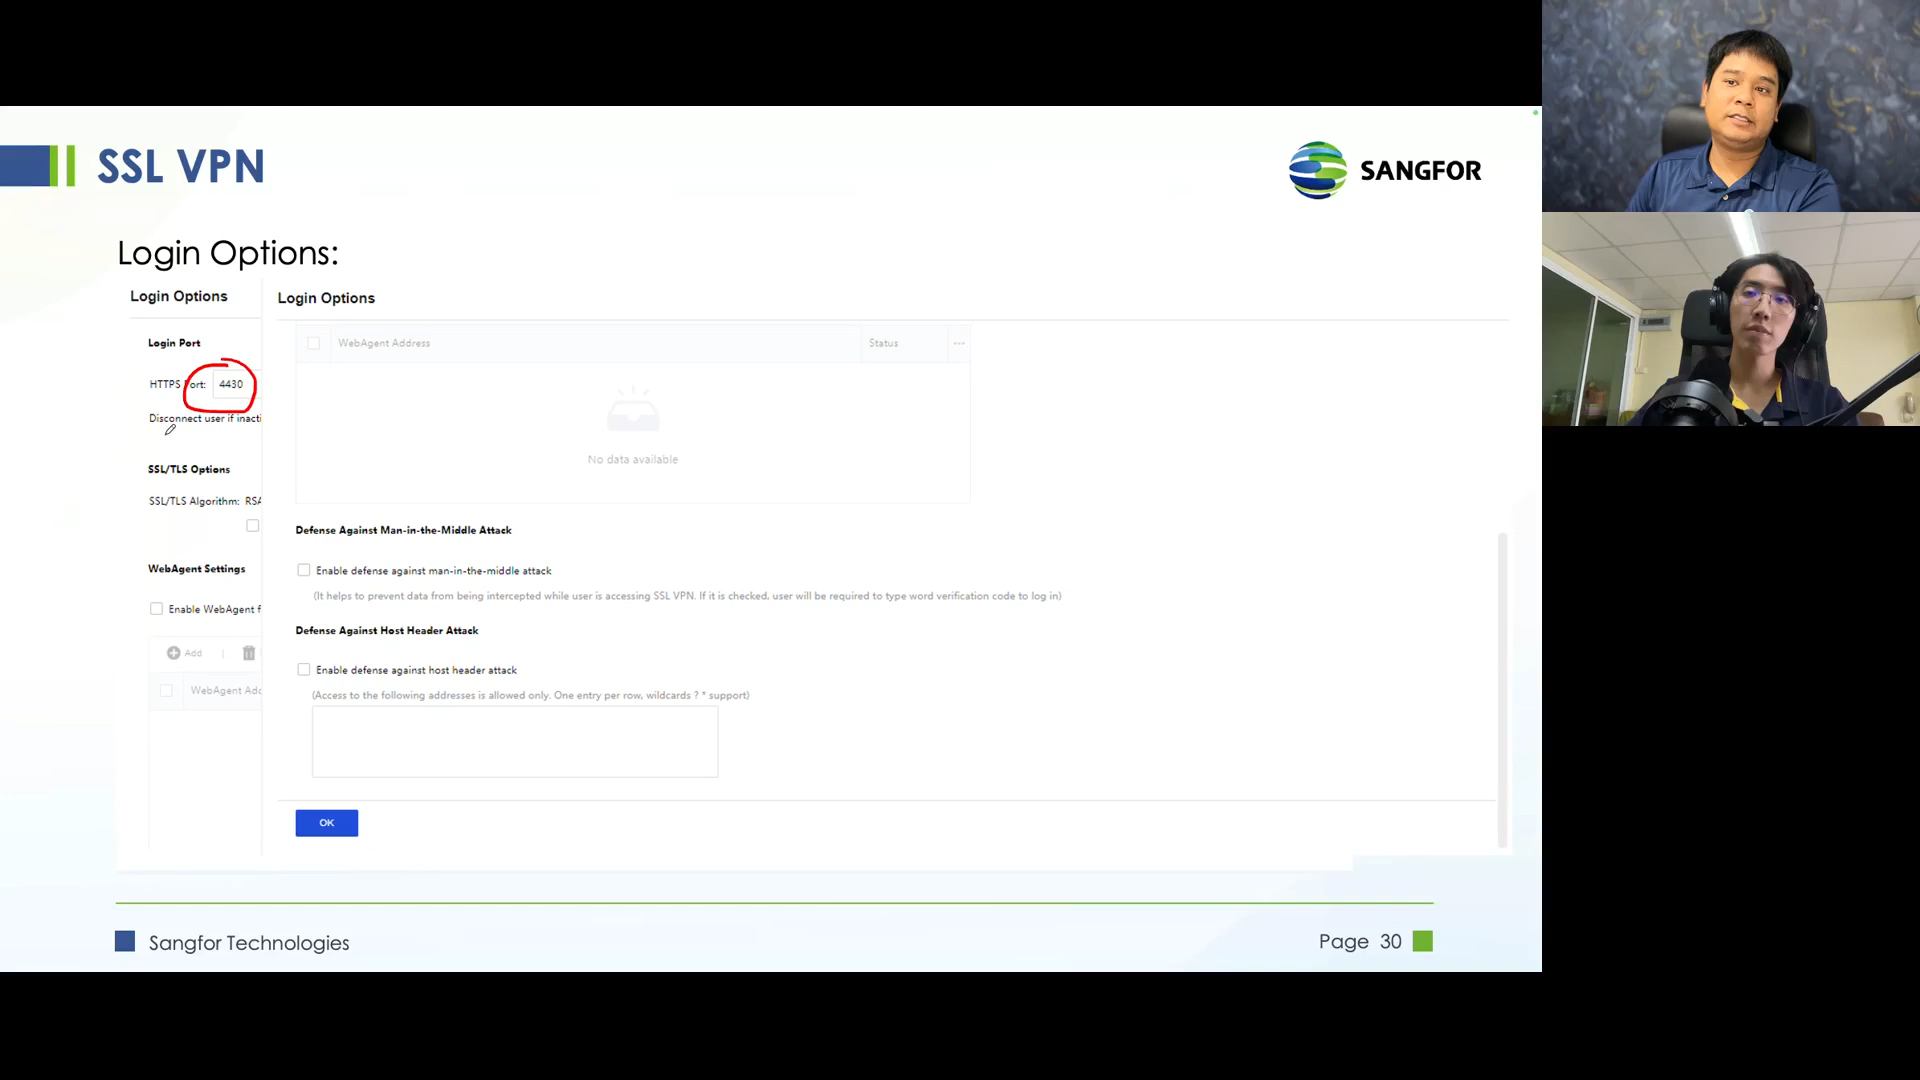 SSL VPN
SANGFOR
Login Options:
Login Options
Login Port
HTTPS Port: 4430
Disconnect user if inacti
SSL/TLS Options
SSL/TLS Algorithm: RSA
WebAgent Settings
Enable WebAgent f
Add
WebAgent Add
Login Options
WebAgent Address Status
No data available
Defense Against Man-in-the-Middle Attack
Enable defense against man-in-the-middle attack
(It helps to prevent data from being intercepted while user is accessing SSL VPN. If it is checked, user will be required to type word verification code to log in)
Defense Against Host Header Attack
Enable defense against host header attack
(Access to the following addresses is allowed only. One entry per row, wildcards ? * support)
OK
Sangfor Technologies
Page 30